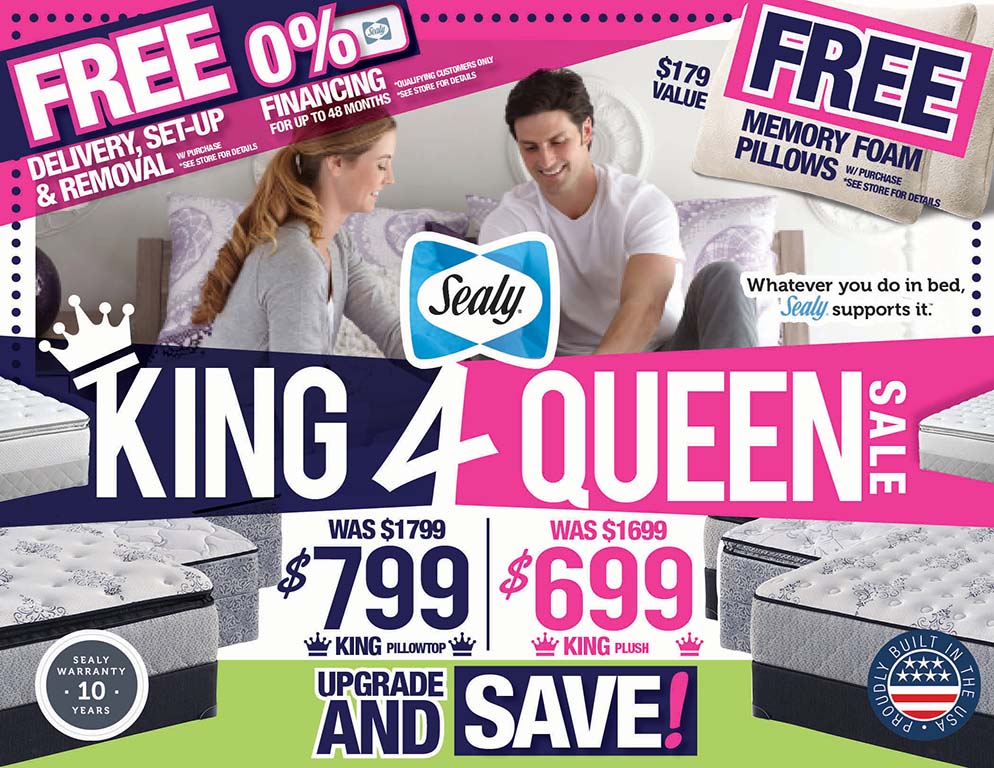 FREE
DELIVERY, SET-UP
& REMOVAL
W/ PURCHASE
*SEE STORE FOR DETAILS
0%
Sealy
FINANCING
FOR UP TO 48 MONTHS
*QUALIFYING CUSTOMERS ONLY
*SEE STORE FOR DETAILS
$179
VALUE
FREE
MEMORY FOAM
PILLOWS
W/ PURCHASE
*SEE STORE FOR DETAILS
Sealy®
Whatever you do in bed,
Sealy supports it.™
KING 4 QUEEN
SALE
WAS $1799
$799
KING PILLOWTOP
WAS $1699
$699
KING PLUSH
SEALY
WARRANTY
· 10 ·
YEARS
PROUDLY BUILT IN THE USA
UPGRADE
AND
SAVE!